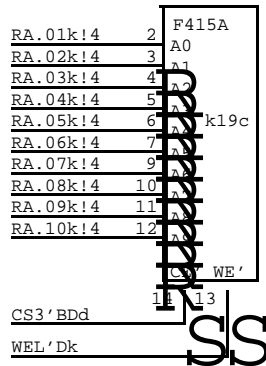 F415A
RA.01k!4 2 A0
RA.02k!4 3 A1
RA.03k!4 4 A2
RA.04k!4 5
RA.05k!4 6 k19c
RA.06k!4 7
RA.07k!4 9
RA.08k!4 10
RA.09k!4 11
RA.10k!4 12
WE'
14 13
CS3'BDd
WEL'Dk
SS